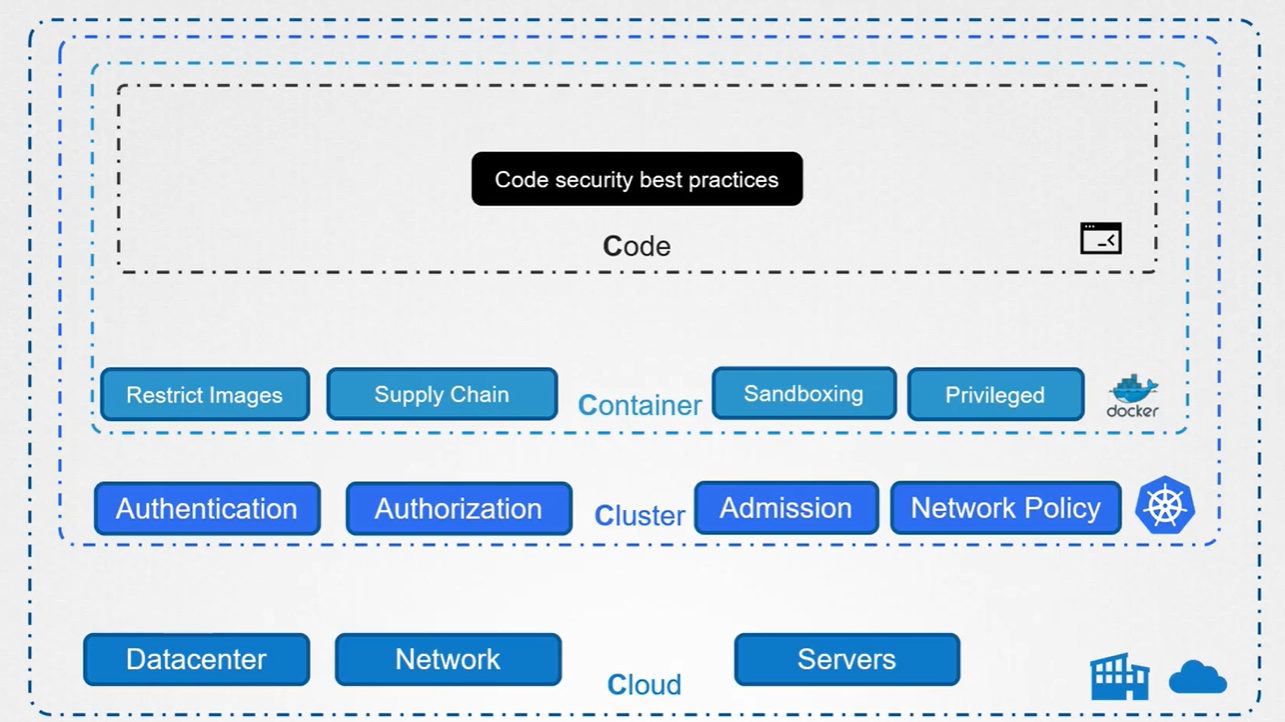 Code security best practices
Code
Restrict Images
Supply Chain
Container
Sandboxing
Privileged
docker
Authentication
Authorization
Cluster
Admission
Network Policy
Datacenter
Network
Cloud
Servers